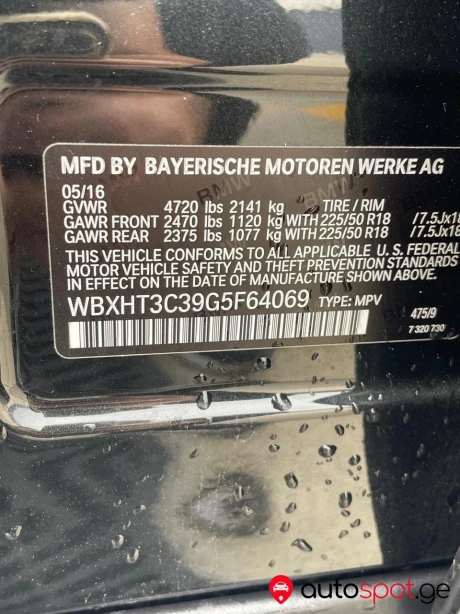 MFD BY BAYERISCHE MOTOREN WERKE AG
05/16
GVWR 4720 lbs 2141 kg TIRE / RIM
GAWR FRONT 2470 lbs 1120 kg WITH 225/50 R18 /7.5Jx18
GAWR REAR 2375 lbs 1077 kg WITH 225/50 R18 /7.5Jx18
THIS VEHICLE CONFORMS TO ALL APPLICABLE U. S. FEDERAL
MOTOR VEHICLE SAFETY AND THEFT PREVENTION STANDARDS
IN EFFECT ON THE DATE OF MANUFACTURE SHOWN ABOVE.
WBXHT3C39G5F64069 TYPE: MPV 475/9
7 320 730
autospot.ge